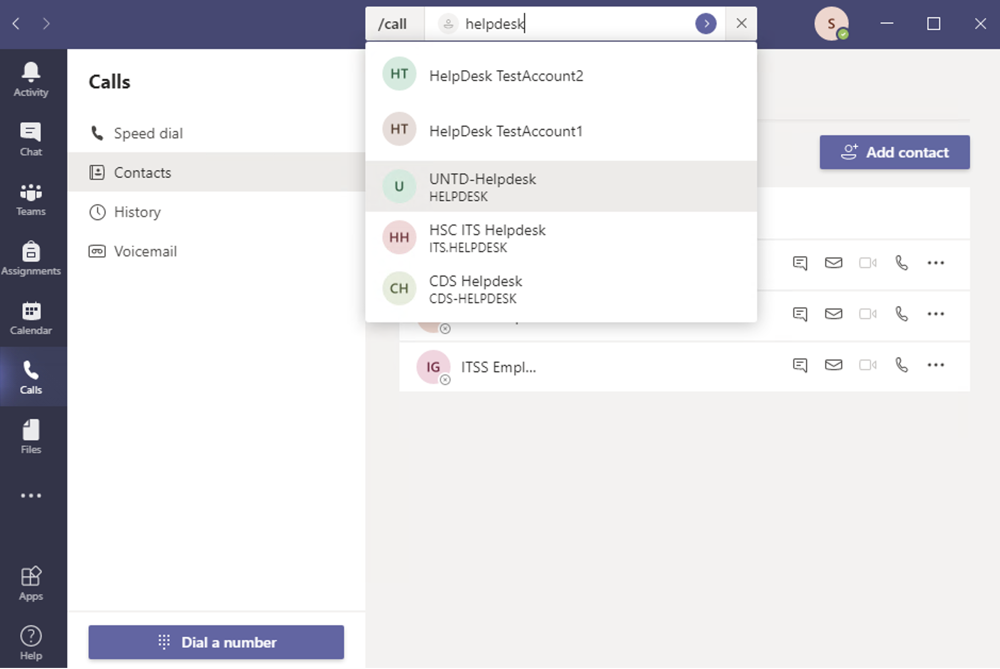 /call
helpdesk
S
Activity
Chat
Teams
Assignments
Calendar
Calls
Files
Apps
Help
Calls
Speed dial
Contacts
History
Voicemail
Dial a number
HT HelpDesk TestAccount2
HT HelpDesk TestAccount1
U UNTD-Helpdesk
HELPDESK
HH HSC ITS Helpdesk
ITS.HELPDESK
CH CDS Helpdesk
CDS-HELPDESK
Add contact
IG ITSS Empl...